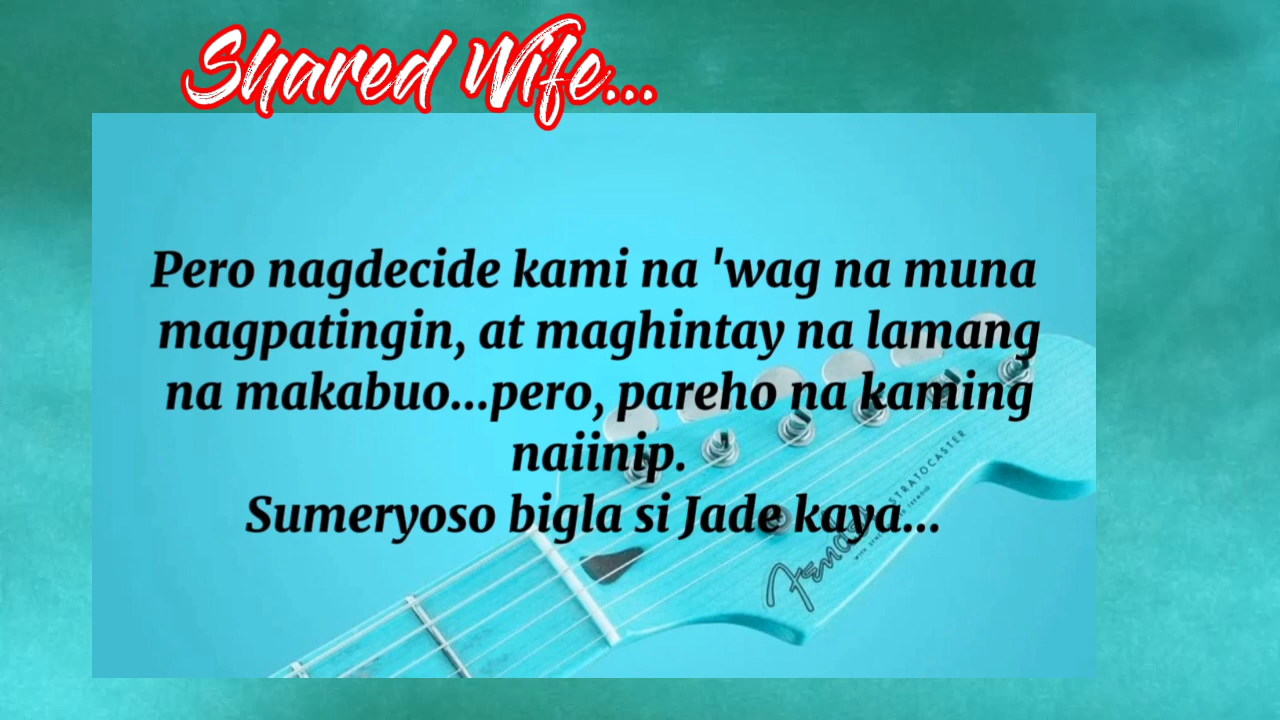 Shared Wife...
Pero nagdecide kami na 'wag na muna
magpatingin, at maghintay na lamang
na makabuo...pero, pareho na kaming
naiinip.
Sumeryoso bigla si Jade kaya...
STRATOCASTER
Fender